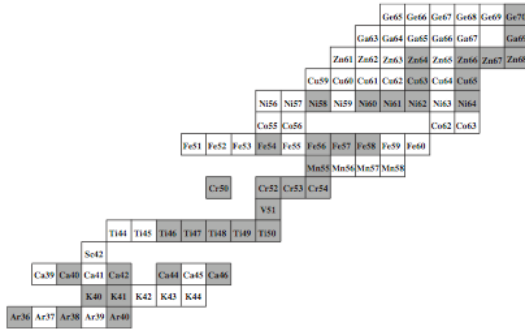 Ge65 Ge66 Ge67 Ge68 Ge69 Ge70
Ga63 Ga64 Ga65 Ga66 Ga67 Ga69
Zn61 Zn62 Zn63 Zn64 Zn65 Zn66 Zn67 Zn68
Cu59 Cu60 Cu61 Cu62 Cu63 Cu64 Cu65
Ni56 Ni57 Ni58 Ni59 Ni60 Ni61 Ni62 Ni63 Ni64
Co55 Co56 Co62 Co63
Fe51 Fe52 Fe53 Fe54 Fe55 Fe56 Fe57 Fe58 Fe59 Fe60
Mn55 Mn56 Mn57 Mn58
Cr50 Cr52 Cr53 Cr54
V51
Ti44 Ti45 Ti46 Ti47 Ti48 Ti49 Ti50
Sc42
Ca39 Ca40 Ca41 Ca42 Ca44 Ca45 Ca46
K40 K41 K42 K43 K44
Ar36 Ar37 Ar38 Ar39 Ar40